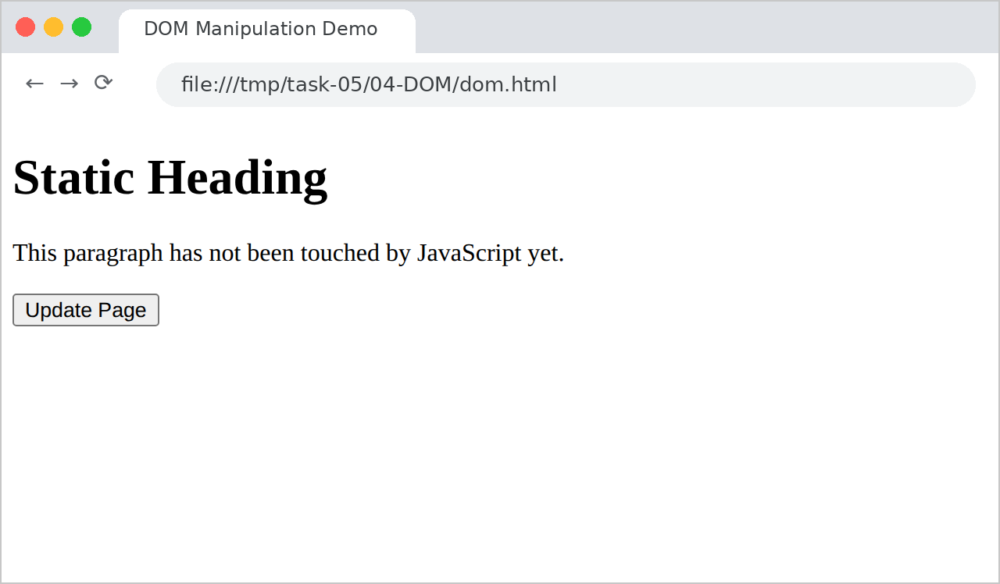 DOM Manipulation Demo
← → ⟳ file:///tmp/task-05/04-DOM/dom.html
Static Heading
This paragraph has not been touched by JavaScript yet.
Update Page